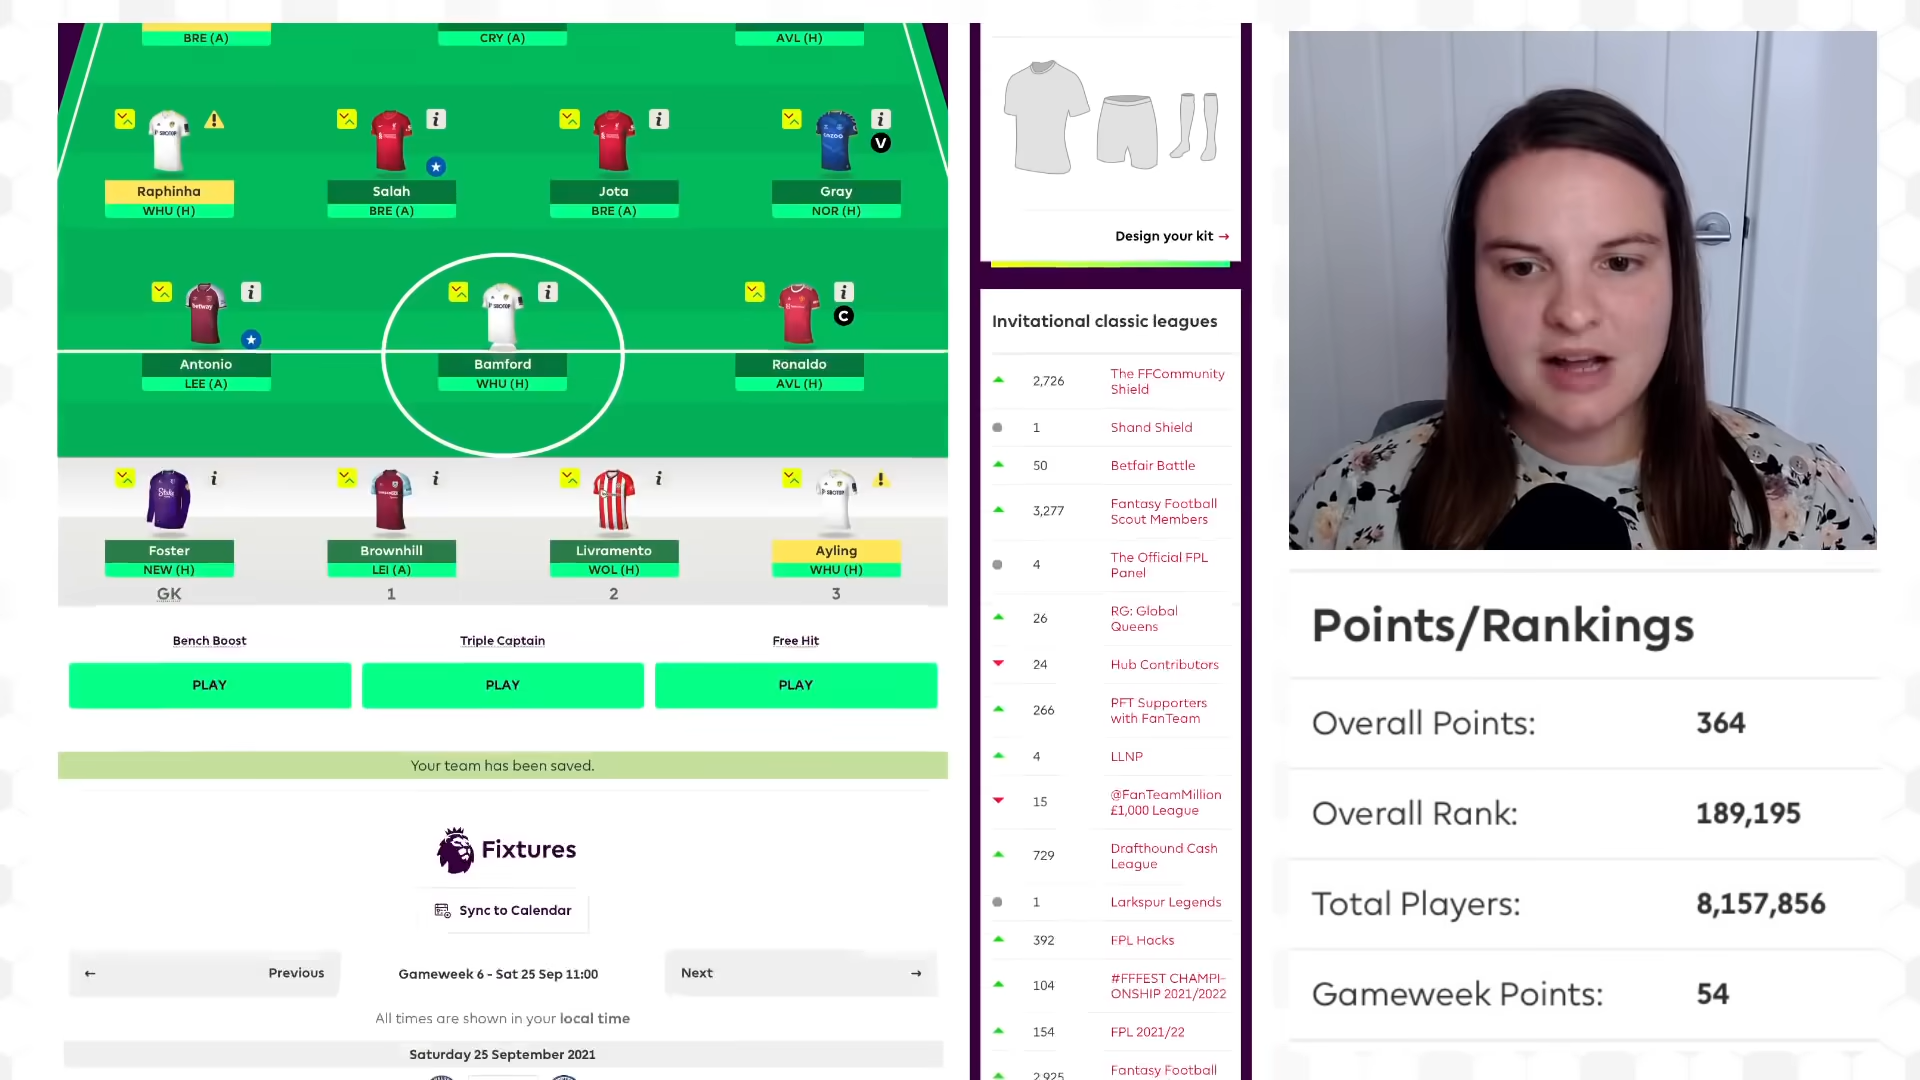 BRE (A)
CRY (A)
AVL (H)
Raphinha
WHU (H)
Salah
BRE (A)
Jota
BRE (A)
V
Gray
NOR (H)
Antonio
LEE (A)
Bamford
WHU (H)
C
Ronaldo
AVL (H)
Foster
NEW (H)
Brownhill
LEI (A)
Livramento
WOL (H)
Ayling
WHU (H)
GK
1
2
3
Bench Boost
Triple Captain
Free Hit
PLAY
PLAY
PLAY
Your team has been saved.
Fixtures
Sync to Calendar
← Previous
Gameweek 6 - Sat 25 Sep 11:00
Next →
All times are shown in your local time
Saturday 25 September 2021
Design your kit →
Invitational classic leagues
2,726 The FFCommunity
Shield
1 Shand Shield
50 Betfair Battle
3,277 Fantasy Football
Scout Members
4 The Official FPL
Panel
26 RG: Global
Queens
24 Hub Contributors
266 PFT Supporters
with FanTeam
4 LLNP
15 @FanTeamMillion
£1,000 League
729 Drafthound Cash
League
1 Larkspur Legends
392 FPL Hacks
104 #FFFEST CHAMPI-
ONSHIP 2021/2022
154 FPL 2021/22
2,925 Fantasy Football
Points/Rankings
Overall Points: 364
Overall Rank: 189,195
Total Players: 8,157,856
Gameweek Points: 54